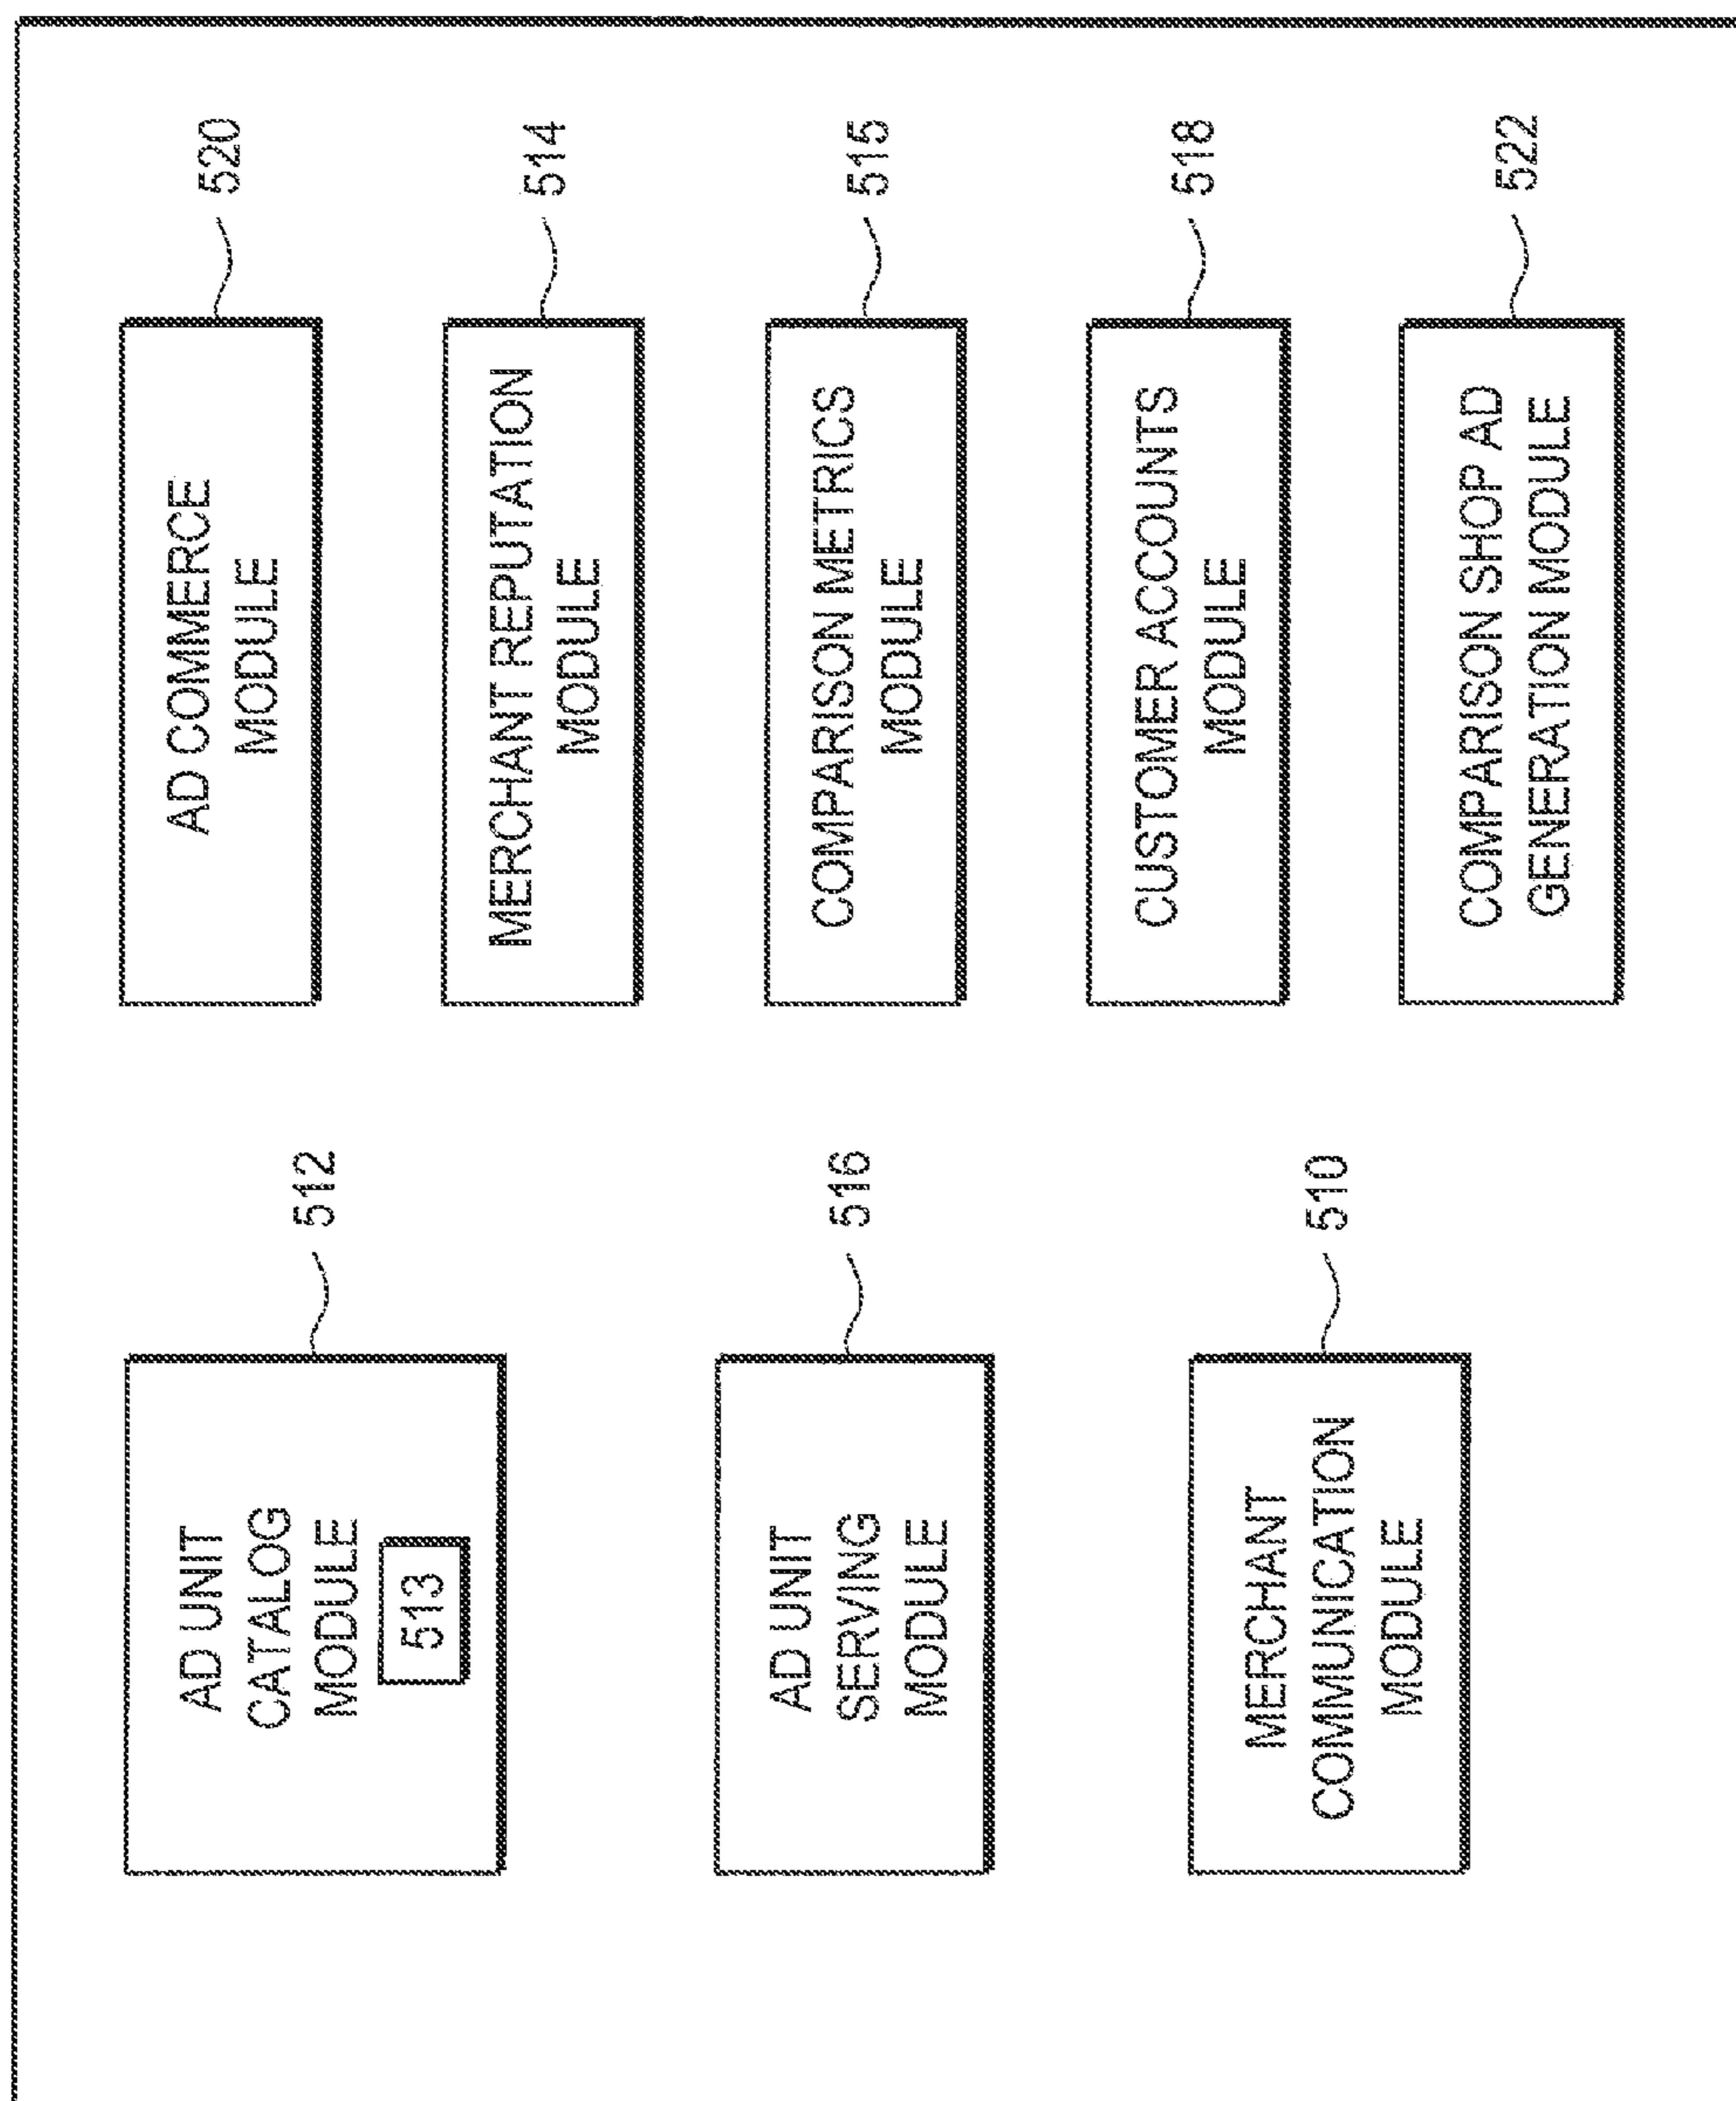 AD UNIT
CATALOG
MODULE
513
512
AD UNIT
SERVING
MODULE
516
MERCHANT
COMMUNICATION
MODULE
510
AD COMMERCE
MODULE
520
MERCHANT REPUTATION
MODULE
514
COMPARISON METRICS
MODULE
515
CUSTOMER ACCOUNTS
MODULE
518
COMPARISON SHOP AD
GENERATION MODULE
522